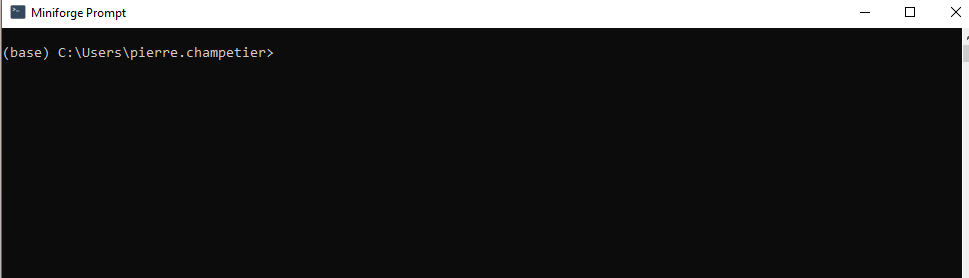 Miniforge Prompt
(base) C:\Users\pierre.champetier>